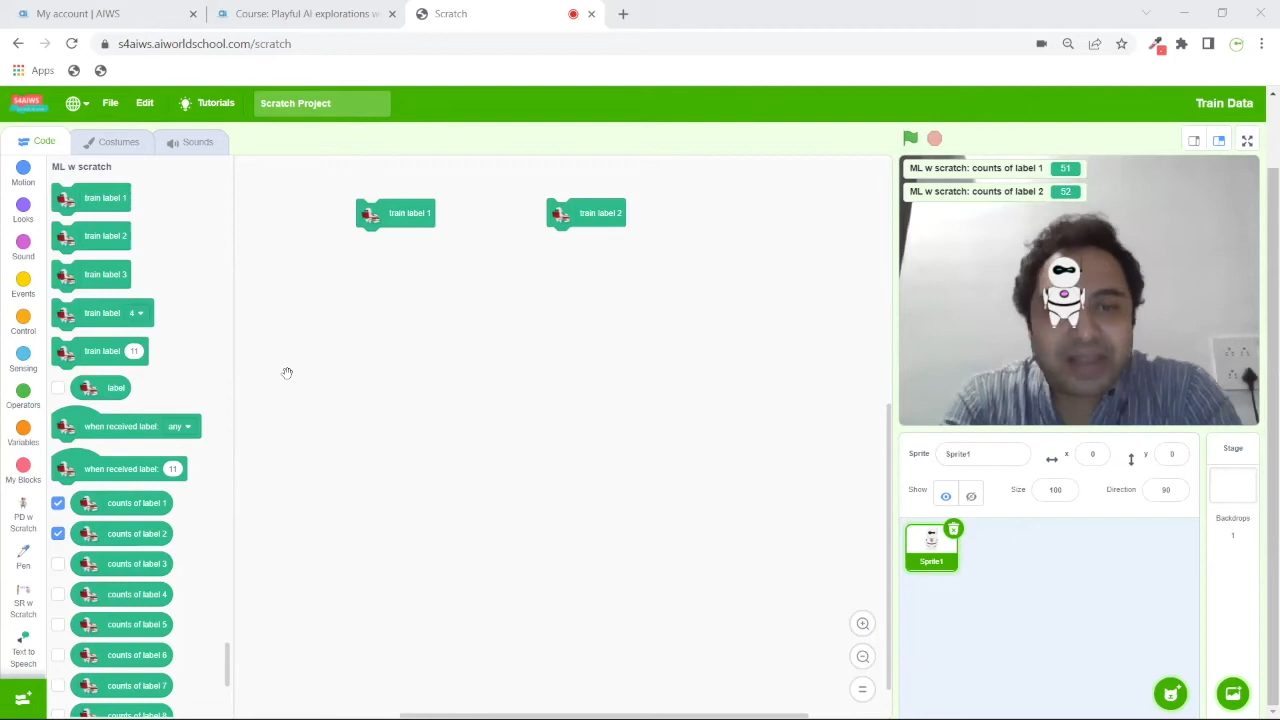 My account | AIWS
Course: Playful AI explorations w
Scratch
s4aiws.aiworldschool.com/scratch
Apps
S4AIWS
File
Edit
Tutorials
Scratch Project
Train Data
Code
Costumes
Sounds
Motion
Looks
Sound
Events
Control
Sensing
Operators
Variables
My Blocks
PD w
Scratch
Pen
SR w
Scratch
Text to
Speech
ML w scratch
train label 1
train label 2
train label 3
train label 4
train label 11
label
when received label: any
when received label: 11
counts of label 1
counts of label 2
counts of label 3
counts of label 4
counts of label 5
counts of label 6
counts of label 7
counts of label 8
train label 1
train label 2
ML w scratch: counts of label 1 51
ML w scratch: counts of label 2 52
Sprite
Sprite1
x 0
y 0
Show
Size 100
Direction 90
Sprite1
Stage
Backdrops
1